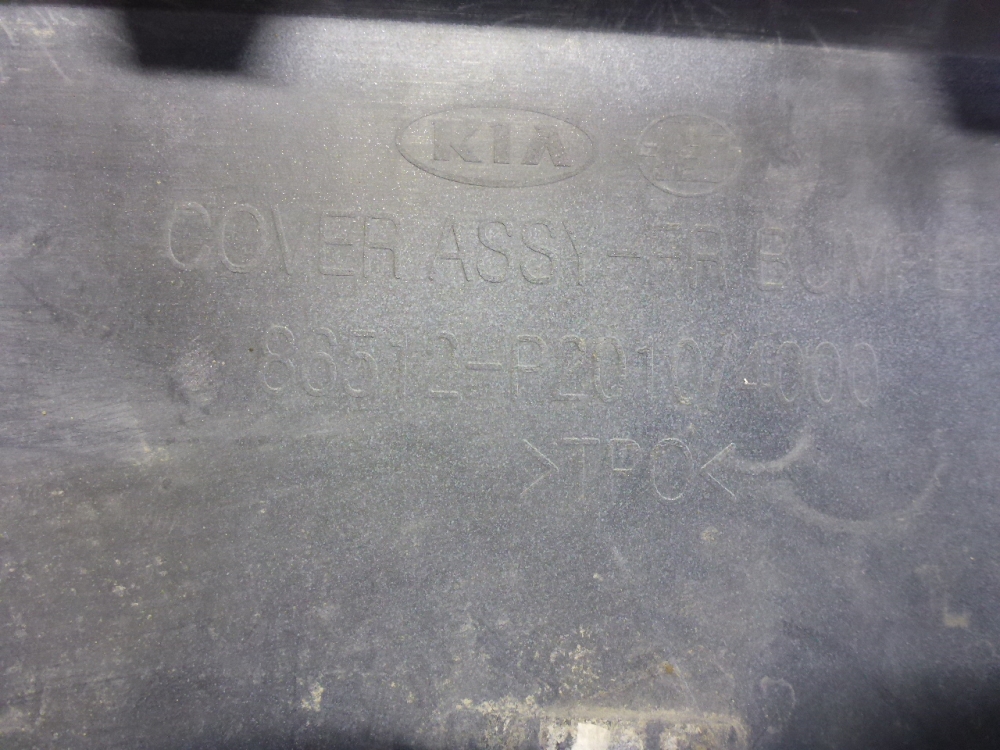 KIA
COVER ASSY-FR BUMPER
86512-P2010/4000
>TPO<